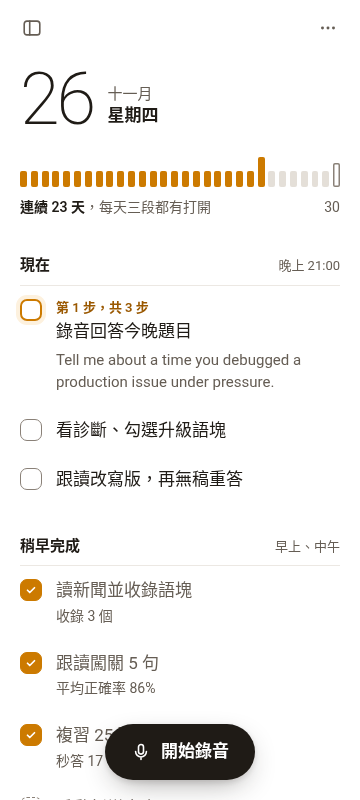 26
十一月
星期四
連續 23 天，每天三段都有打開
30
現在
晚上 21:00
第 1 步，共 3 步
錄音回答今晚題目
Tell me about a time you debugged a
production issue under pressure.
看診斷、勾選升級語塊
跟讀改寫版，再無稿重答
稍早完成
早上、中午
讀新聞並收錄語塊
收錄 3 個
跟讀闖關 5 句
平均正確率 86%
複習 25
秒答 17
開始錄音